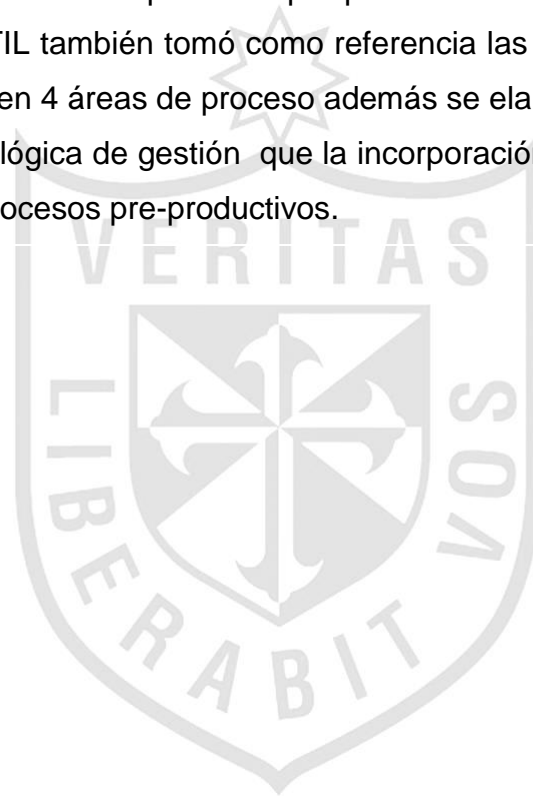 TIL también tomó como referencia las
en 4 áreas de proceso además se ela
lógica de gestión que la incorporación
ocesos pre-productivos.
VERITAS
LIBERABIT
VOS